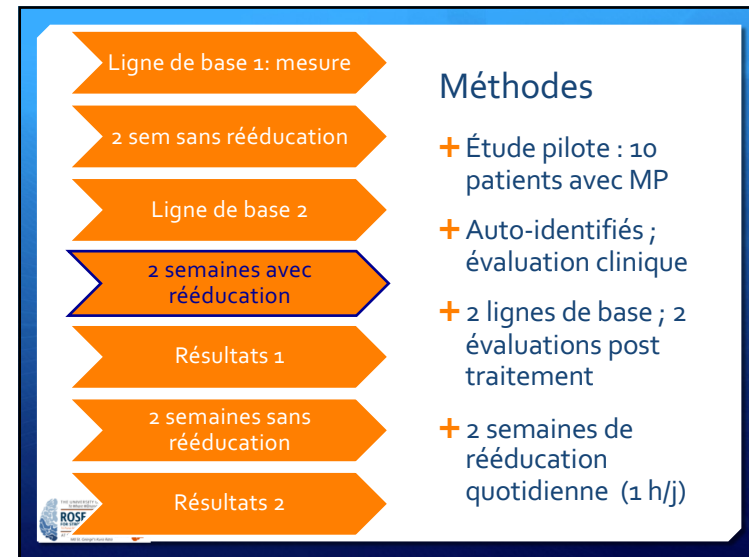 Ligne de base 1: mesure
2 sem sans rééducation
Ligne de base 2
2 semaines avec
rééducation
Résultats 1
2 semaines sans
rééducation
Résultats 2
Méthodes
Étude pilote : 10
patients avec MP
Auto-identifiés ;
évaluation clinique
2 lignes de base ; 2
évaluations post
traitement
2 semaines de
rééducation
quotidienne (1 h/j)